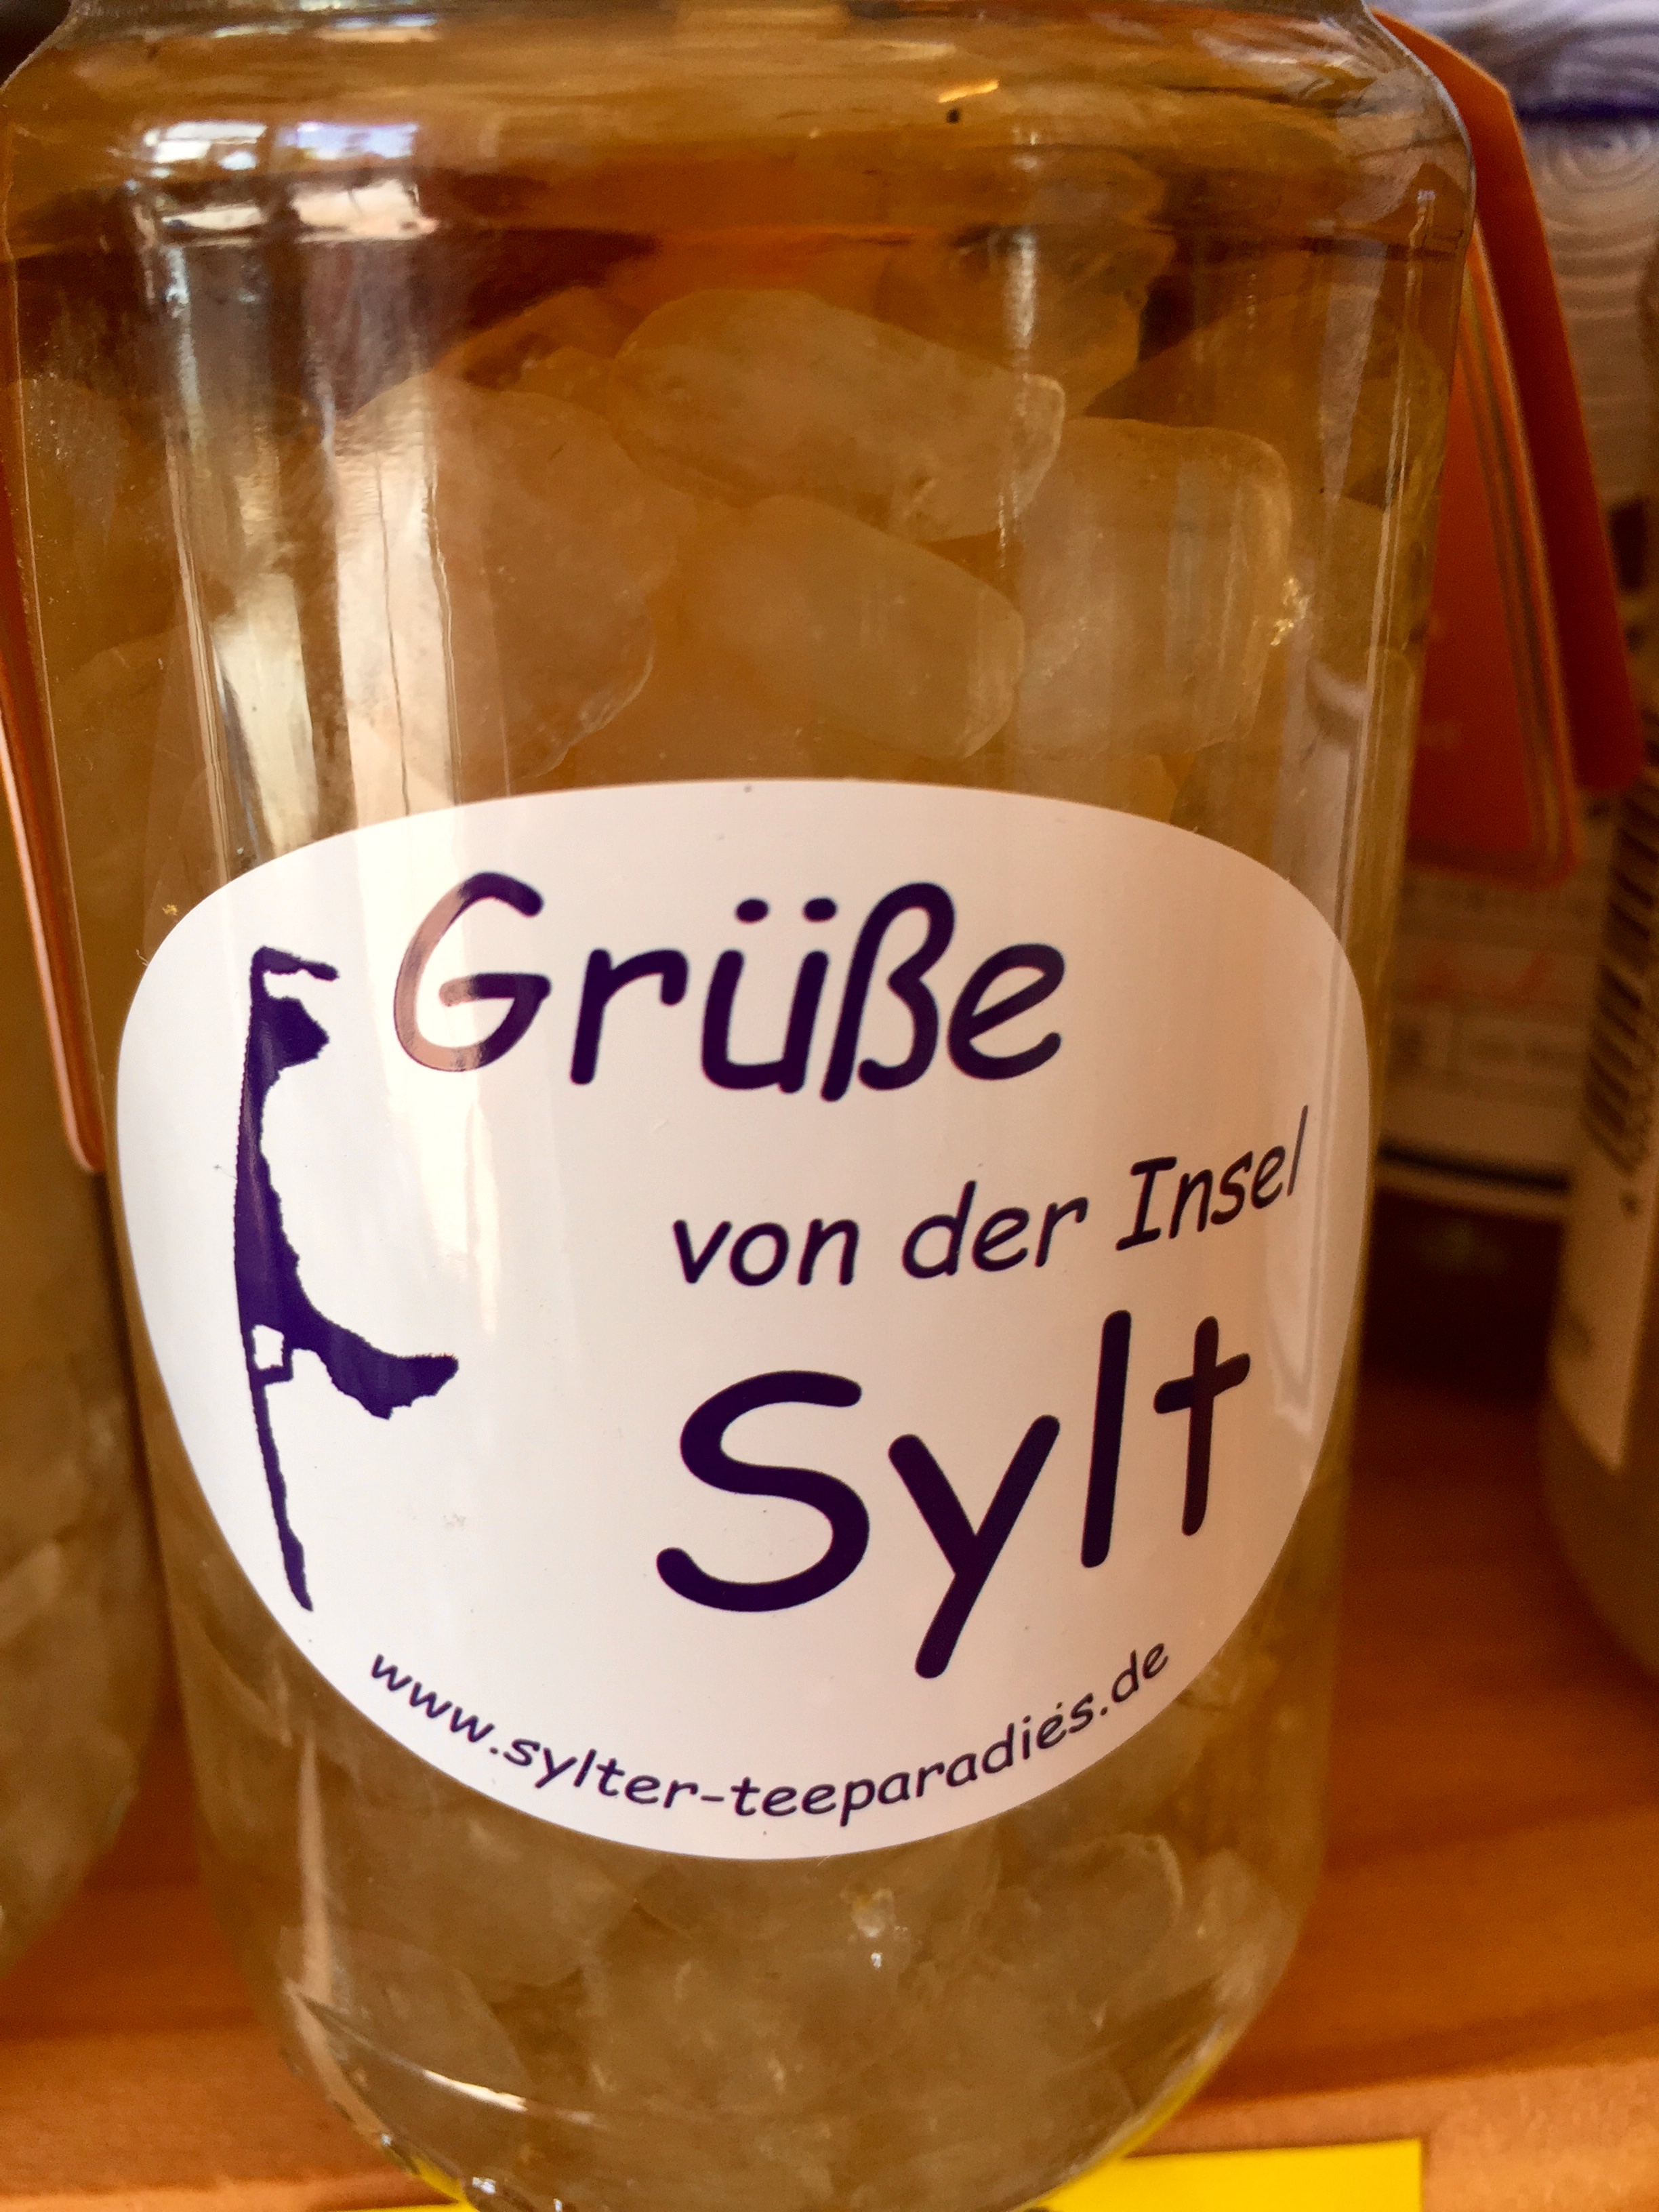 Grüße
von der Insel
Sylt
www.sylter-teeparadies.de